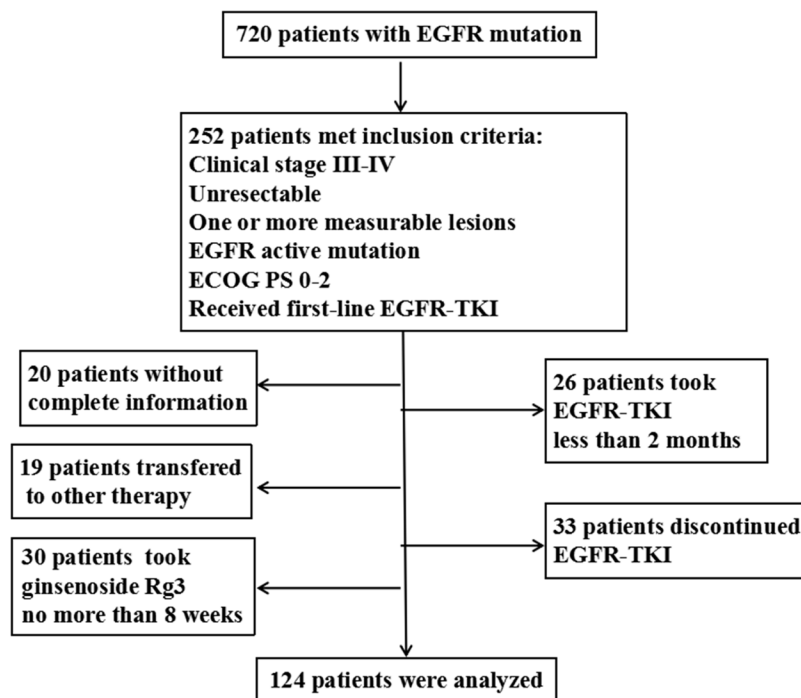 720 patients with EGFR mutation
252 patients met inclusion criteria:
Clinical stage III-IV
Unresectable
One or more measurable lesions
EGFR active mutation
ECOG PS 0-2
Received first-line EGFR-TKI
20 patients without
complete information
26 patients took
EGFR-TKI
less than 2 months
19 patients transfered
to other therapy
33 patients discontinued
EGFR-TKI
30 patients took
ginsenoside Rg3
no more than 8 weeks
124 patients were analyzed